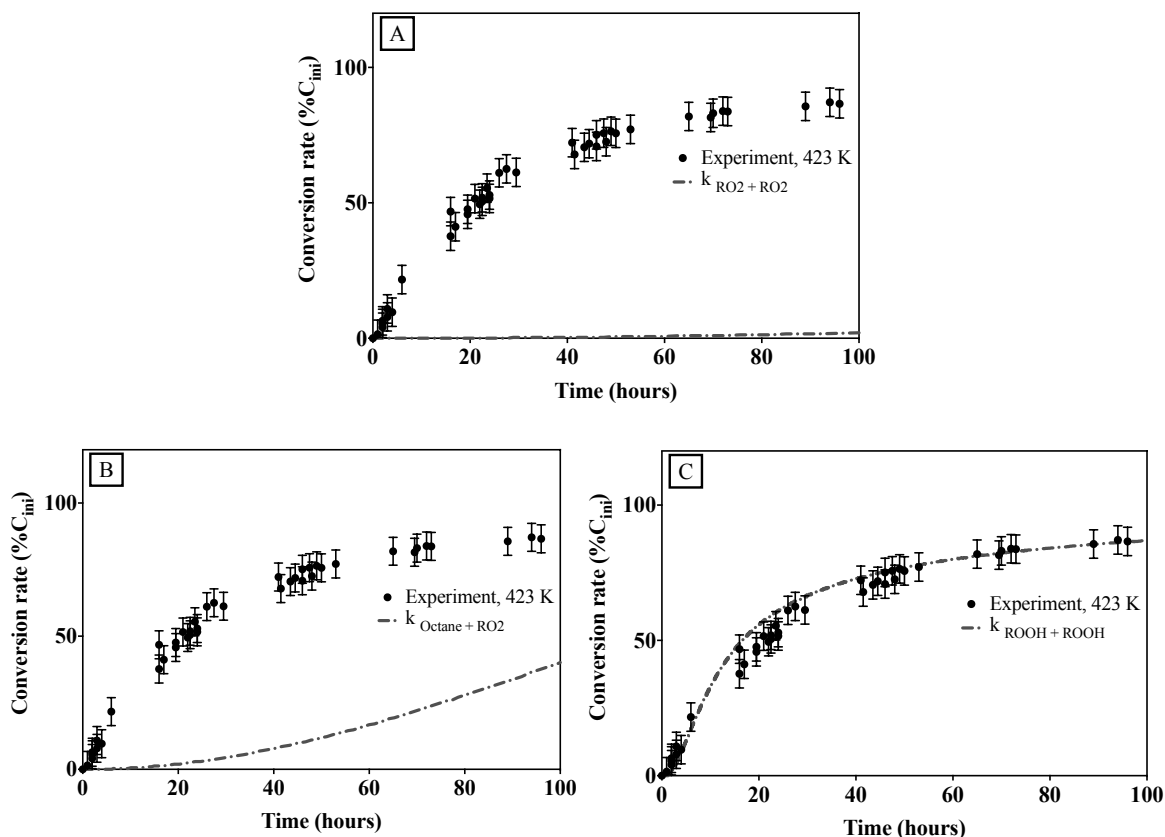 A
Conversion rate (%Cini)
100
50
0
Experiment, 423 K
k RO2 + RO2
0 20 40 60 80 100
Time (hours)
B
Conversion rate (%Cini)
100
50
0
Experiment, 423 K
k Octane + RO2
0 20 40 60 80 100
Time (hours)
C
Conversion rate (%Cini)
100
50
0
Experiment, 423 K
k ROOH + ROOH
0 20 40 60 80 100
Time (hours)